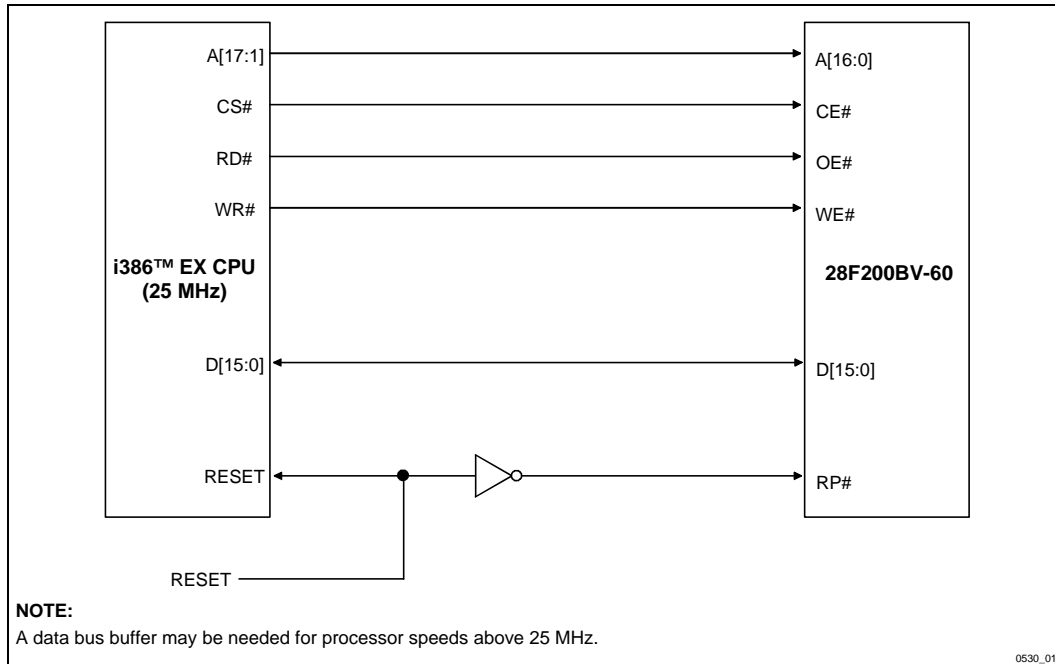 A[17:1]
A[16:0]
CS#
CE#
RD#
OE#
WR#
WE#
i386™ EX CPU
(25 MHz)
28F200BV-60
D[15:0]
D[15:0]
RESET
RP#
RESET
NOTE:
A data bus buffer may be needed for processor speeds above 25 MHz.
0530_01